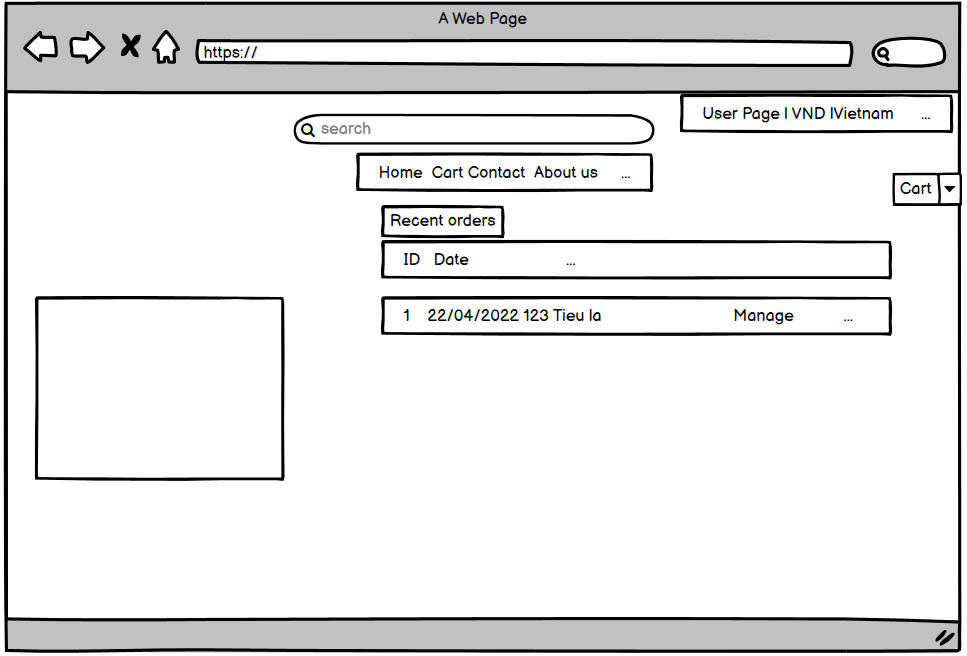 A Web Page
https://
User Page | VND |Vietnam ...
search
Home Cart Contact About us ...
Cart
Recent orders
ID Date ...
1 22/04/2022 123 Tieu la Manage ...